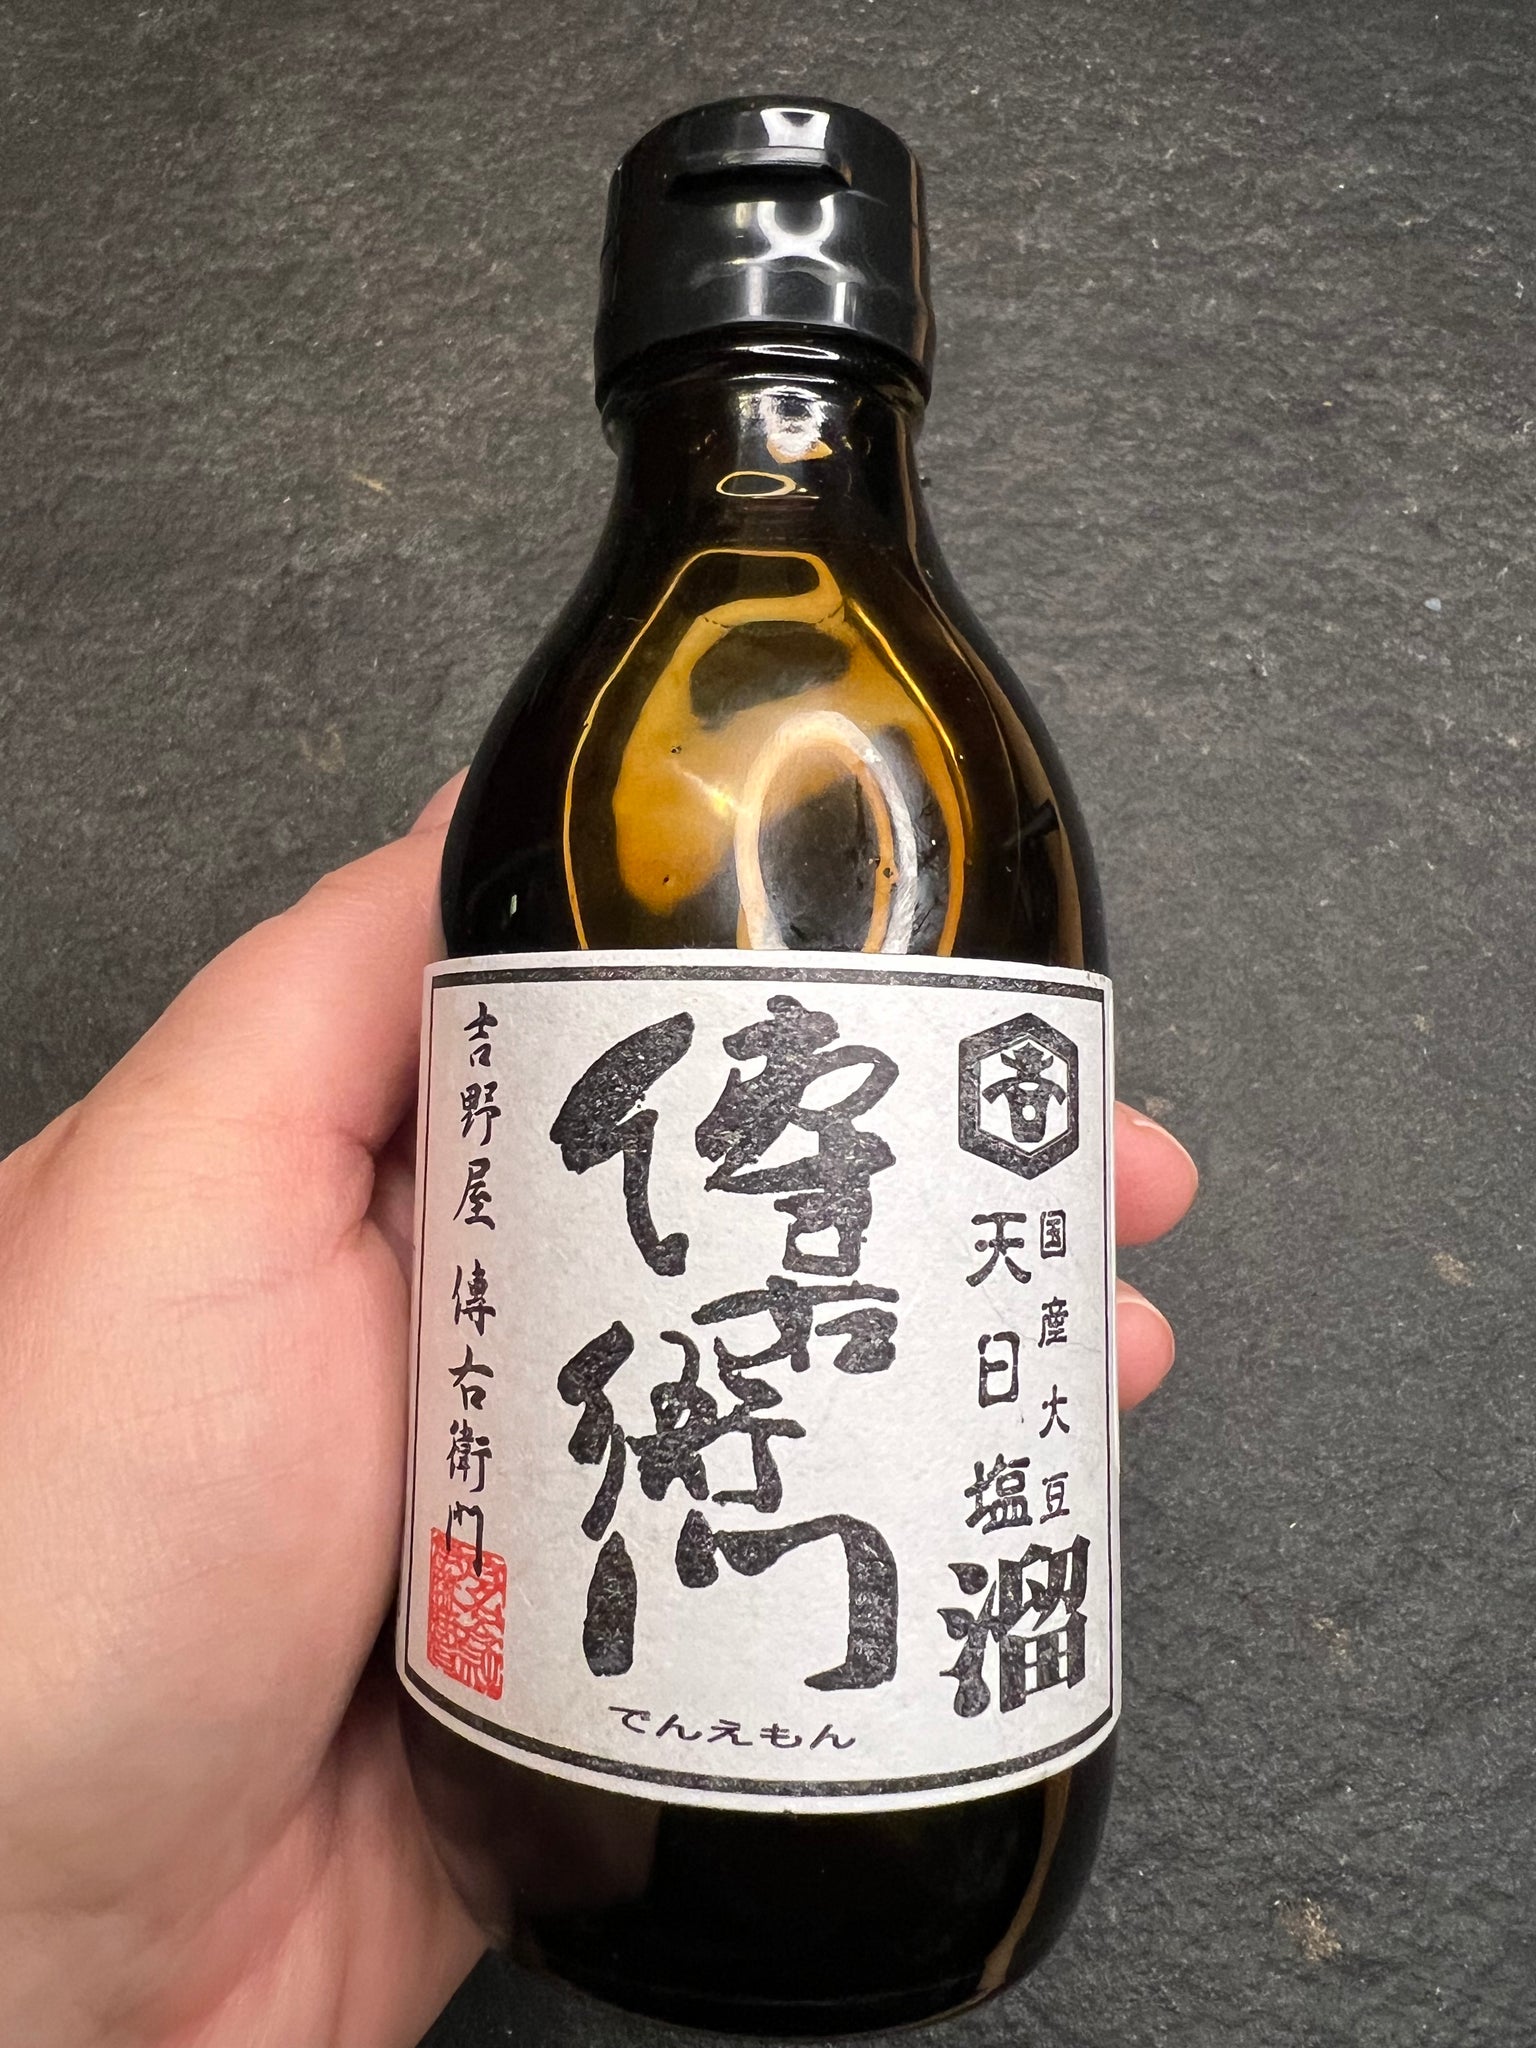 吉
国産大豆
天日塩
溜
傳右衛門
でんえもん
吉野屋 傳右衛門